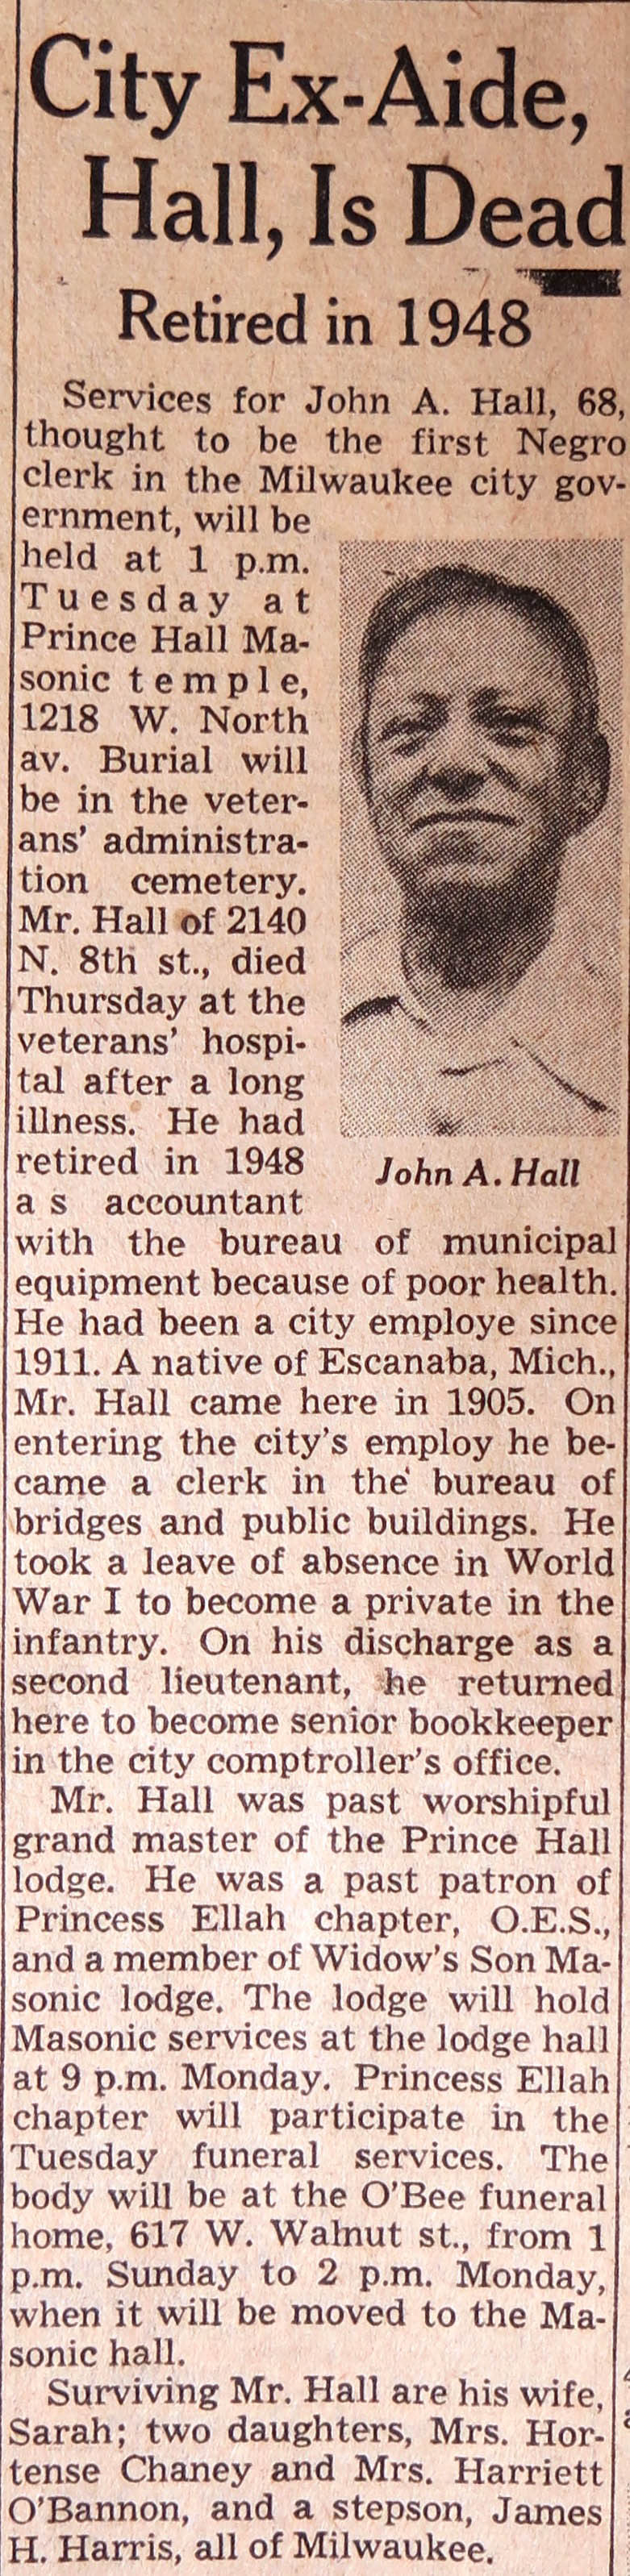 City Ex-Aide,
Hall, Is Dead
Retired in 1948
Services for John A. Hall, 68,
thought to be the first Negro
clerk in the Milwaukee city gov-
ernment, will be
held at 1 p.m.
Tuesday at
Prince Hall Ma-
sonic temple,
1218 W. North
av. Burial will
be in the veter-
ans' administra-
tion cemetery.
Mr. Hall of 2140
N. 8th st., died
Thursday at the
veterans' hospi-
tal after a long
illness. He had
retired in 1948
as accountant
John A. Hall
with the bureau of municipal
equipment because of poor health.
He had been a city employe since
1911. A native of Escanaba, Mich.,
Mr. Hall came here in 1905. On
entering the city's employ he be-
came a clerk in the bureau of
bridges and public buildings. He
took a leave of absence in World
War I to become a private in the
infantry. On his discharge as a
second lieutenant, he returned
here to become senior bookkeeper
in the city comptroller's office.
Mr. Hall was past worshipful
grand master of the Prince Hall
lodge. He was a past patron of
Princess Ellah chapter, O.E.S.,
and a member of Widow's Son Ma-
sonic lodge. The lodge will hold
Masonic services at the lodge hall
at 9 p.m. Monday. Princess Ellah
chapter will participate in the
Tuesday funeral services. The
body will be at the O'Bee funeral
home, 617 W. Walnut st., from 1
p.m. Sunday to 2 p.m. Monday,
when it will be moved to the Ma-
sonic hall.
Surviving Mr. Hall are his wife,
Sarah; two daughters, Mrs. Hor-
tense Chaney and Mrs. Harriett
O'Bannon, and a stepson, James
H. Harris, all of Milwaukee.